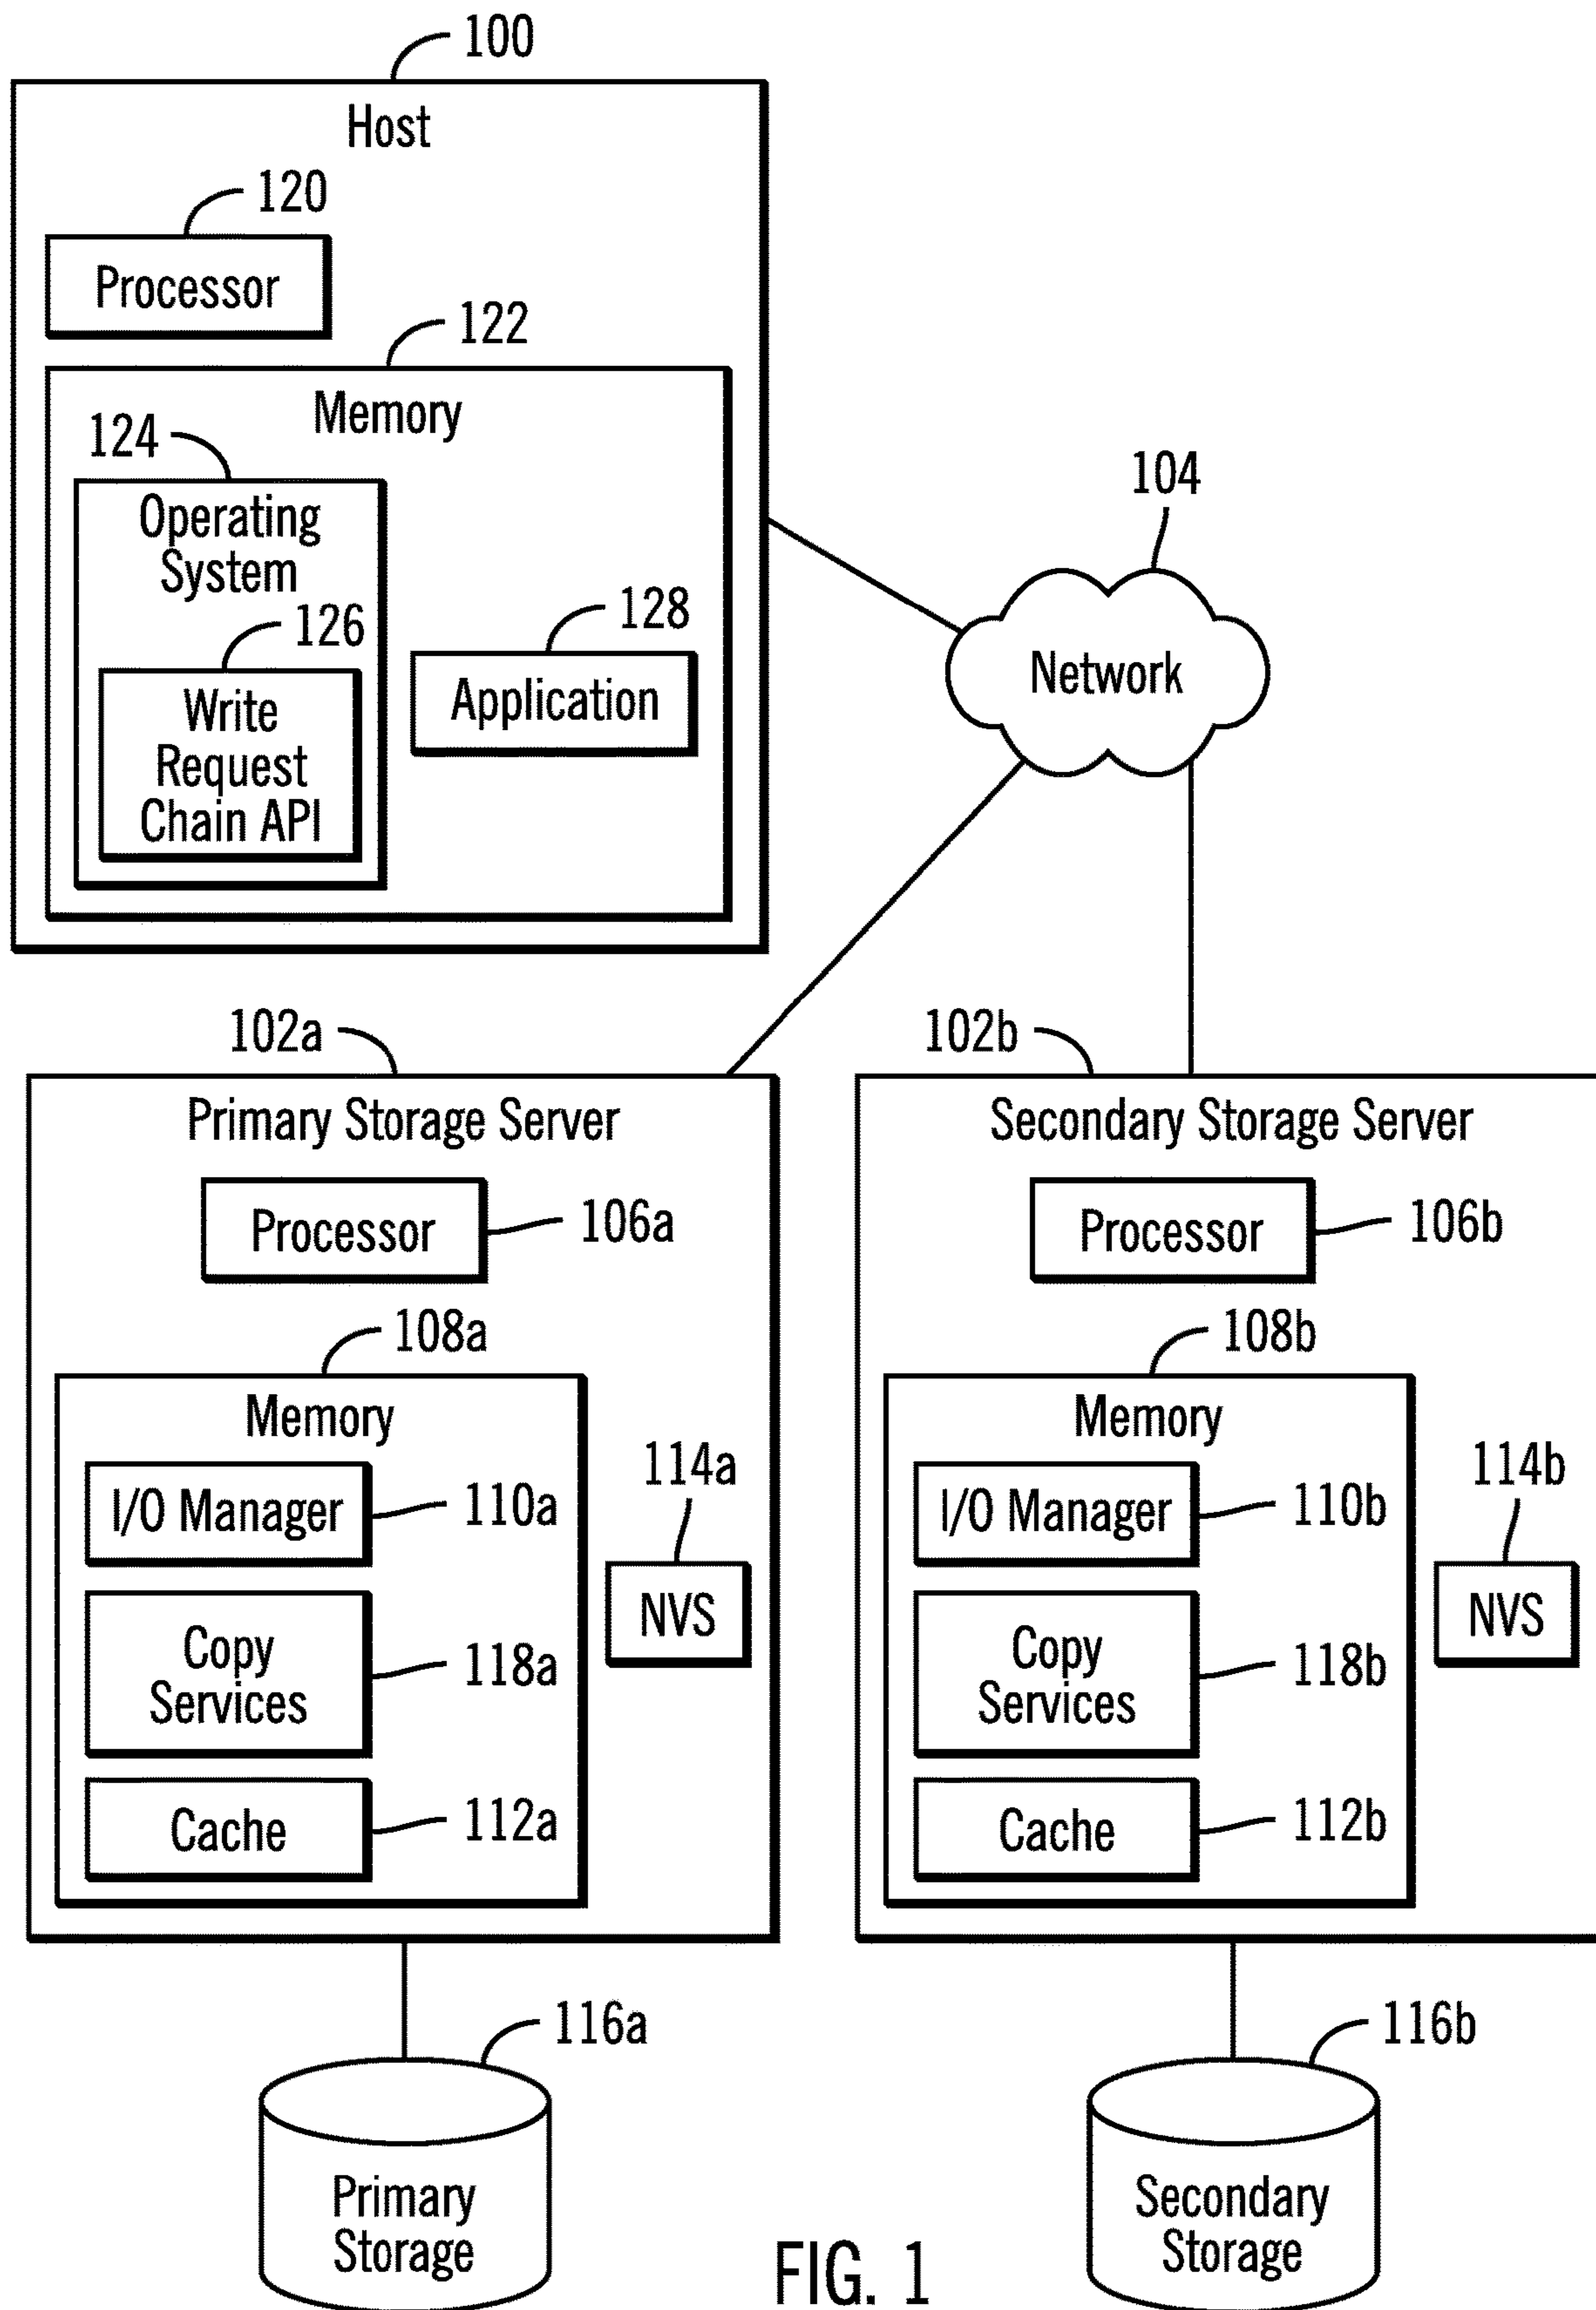 100
Host
120
Processor
122
Memory
124
Operating
System
126
Write
Request
Chain API
128
Application
104
Network
102a
Primary Storage Server
Processor
106a
108a
Memory
I/O Manager
110a
Copy
Services
118a
Cache
112a
114a
NVS
116a
Primary
Storage
102b
Secondary Storage Server
Processor
106b
108b
Memory
I/O Manager
110b
Copy
Services
118b
Cache
112b
114b
NVS
116b
Secondary
Storage
FIG. 1